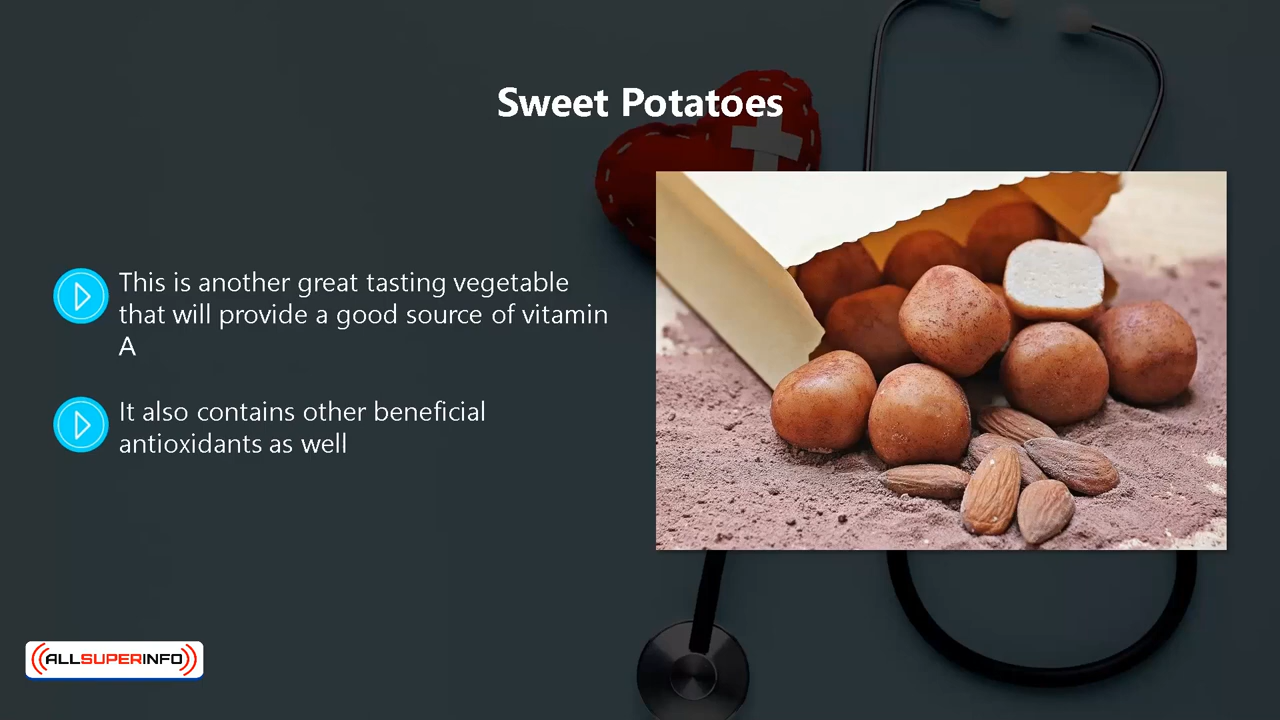 Sweet Potatoes
This is another great tasting vegetable
that will provide a good source of vitamin
A
It also contains other beneficial
antioxidants as well
ALLSUPERINFO